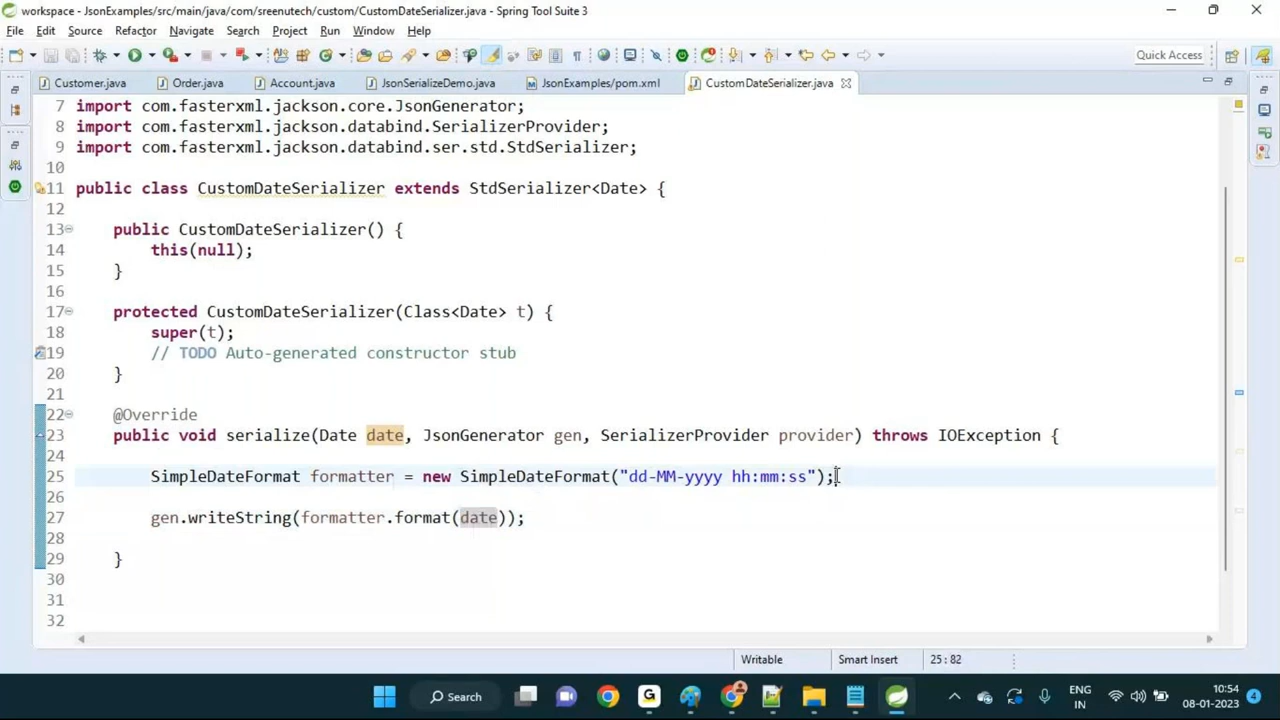 workspace - JsonExamples/src/main/java/com/sreenutech/custom/CustomDateSerializer.java - Spring Tool Suite 3
File Edit Source Refactor Navigate Search Project Run Window Help
Quick Access
Customer.java Order.java Account.java JsonSerializeDemo.java JsonExamples/pom.xml CustomDateSerializer.java
7 import com.fasterxml.jackson.core.JsonGenerator;
8 import com.fasterxml.jackson.databind.SerializerProvider;
9 import com.fasterxml.jackson.databind.ser.std.StdSerializer;
10
11 public class CustomDateSerializer extends StdSerializer<Date> {
12
13 public CustomDateSerializer() {
14 this(null);
15 }
16
17 protected CustomDateSerializer(Class<Date> t) {
18 super(t);
19 // TODO Auto-generated constructor stub
20 }
21
22 @Override
23 public void serialize(Date date, JsonGenerator gen, SerializerProvider provider) throws IOException {
24
25 SimpleDateFormat formatter = new SimpleDateFormat("dd-MM-yyyy hh:mm:ss");
26
27 gen.writeString(formatter.format(date));
28
29 }
30
31
32
Writable Smart Insert 25 : 82
Search
ENG
IN
10:54
08-01-2023